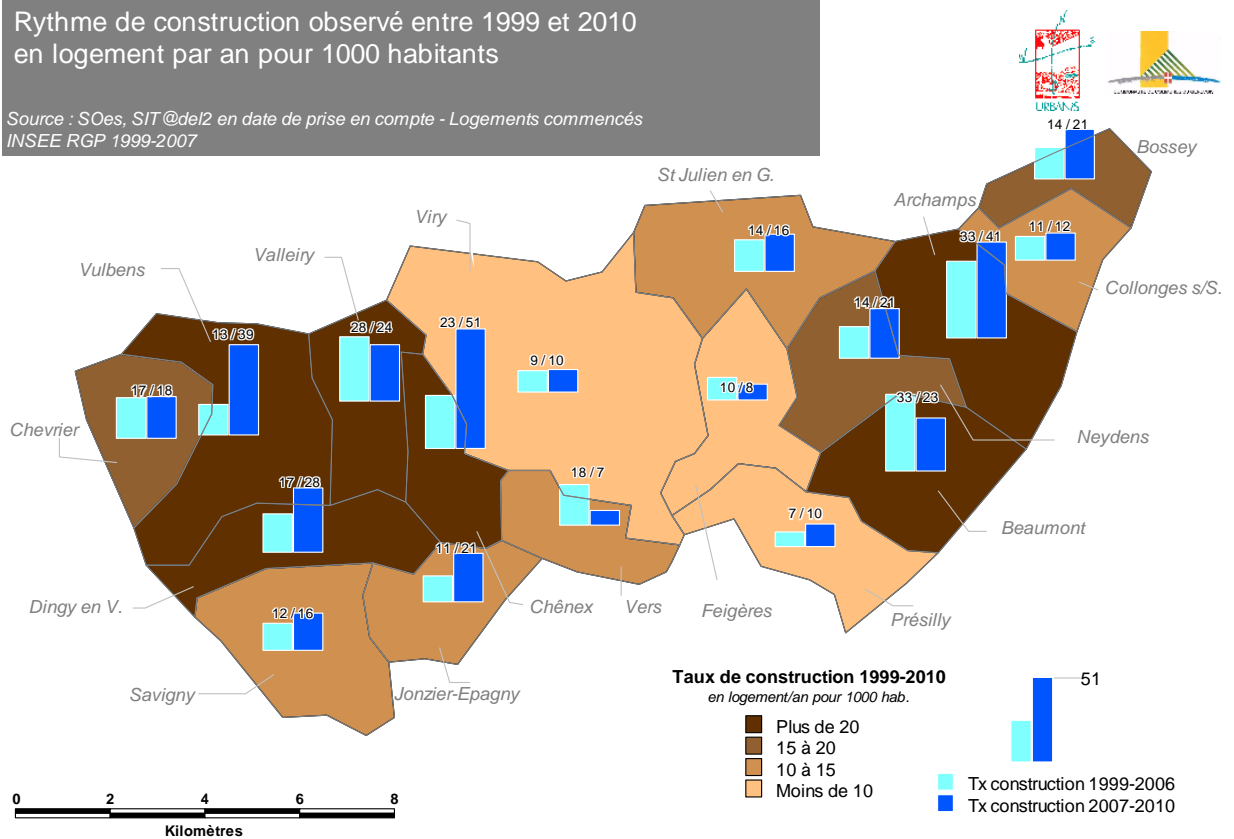 Rythme de construction observé entre 1999 et 2010
en logement par an pour 1000 habitants
Source : SOes, SIT@del2 en date de prise en compte - Logements commencés
INSEE RGP 1999-2007
URBANIS
14 / 21
Bossey
St Julien en G.
Archamps
Viry
14 / 16
33 / 41
11 / 12
Valleiry
Vulbens
Collonges s/S.
14 / 21
13 / 39
28 / 24
23 / 51
9 / 10
10 / 8
17 / 18
33 / 23
Chevrier
Neydens
18 / 7
17 / 28
7 / 10
Beaumont
11 / 21
Dingy en V.
12 / 16
Chênex
Vers
Feigères
Présilly
Savigny
Jonzier-Epagny
Taux de construction 1999-2010
en logement/an pour 1000 hab.
Plus de 20
15 à 20
10 à 15
Moins de 10
51
Tx construction 1999-2006
Tx construction 2007-2010
0 2 4 6 8
Kilomètres